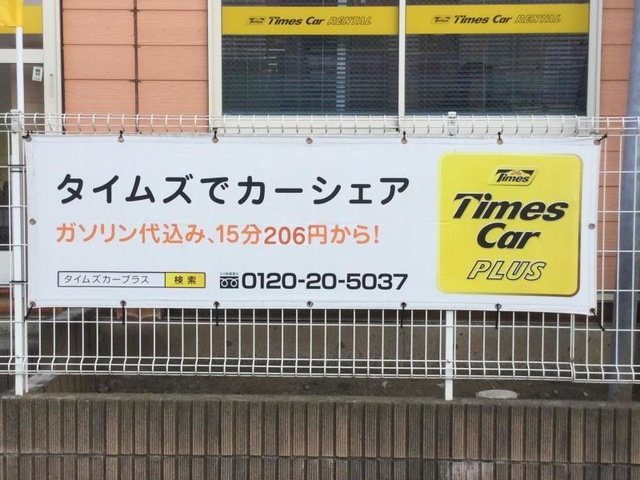 Times Car RENTAL
Times Car RENTAL
タイムズでカーシェア
ガソリン代込み、15分206円から!
タイムズカープラス 検索
0120-20-5037
Times
Times
Car
PLUS